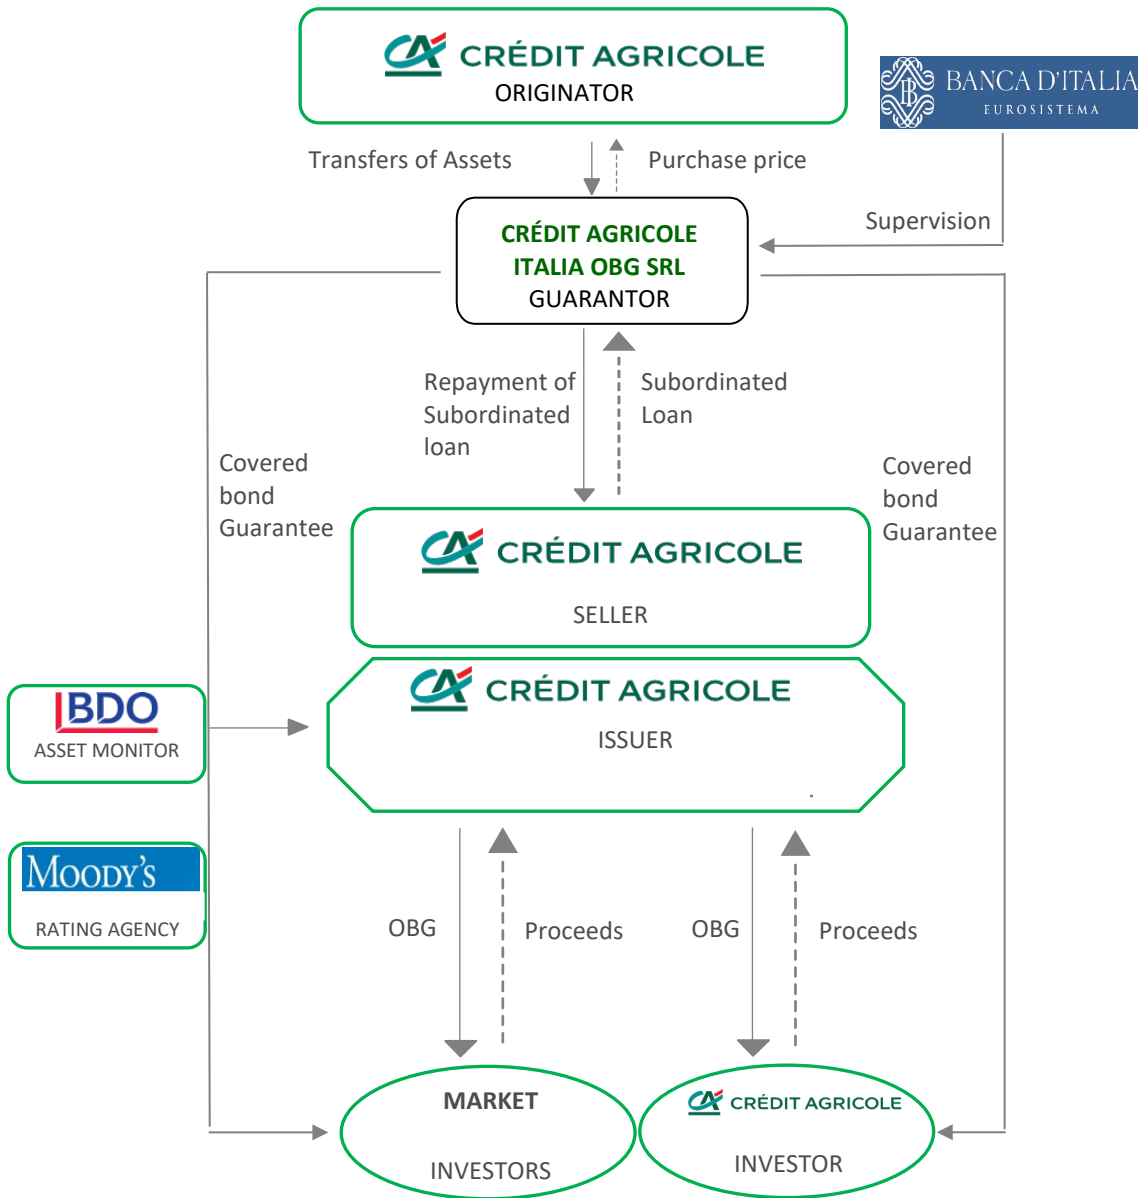 CRÉDIT AGRICOLE
ORIGINATOR
BANCA D'ITALIA
EUROSISTEMA
Transfers of Assets
Purchase price
Supervision
CRÉDIT AGRICOLE
ITALIA OBG SRL
GUARANTOR
Repayment of
Subordinated
loan
Subordinated
Loan
Covered
bond
Guarantee
Covered
bond
Guarantee
CRÉDIT AGRICOLE
SELLER
CRÉDIT AGRICOLE
ISSUER
.
BDO
ASSET MONITOR
MOODY'S
RATING AGENCY
OBG
Proceeds
OBG
Proceeds
MARKET
INVESTORS
CRÉDIT AGRICOLE
INVESTOR